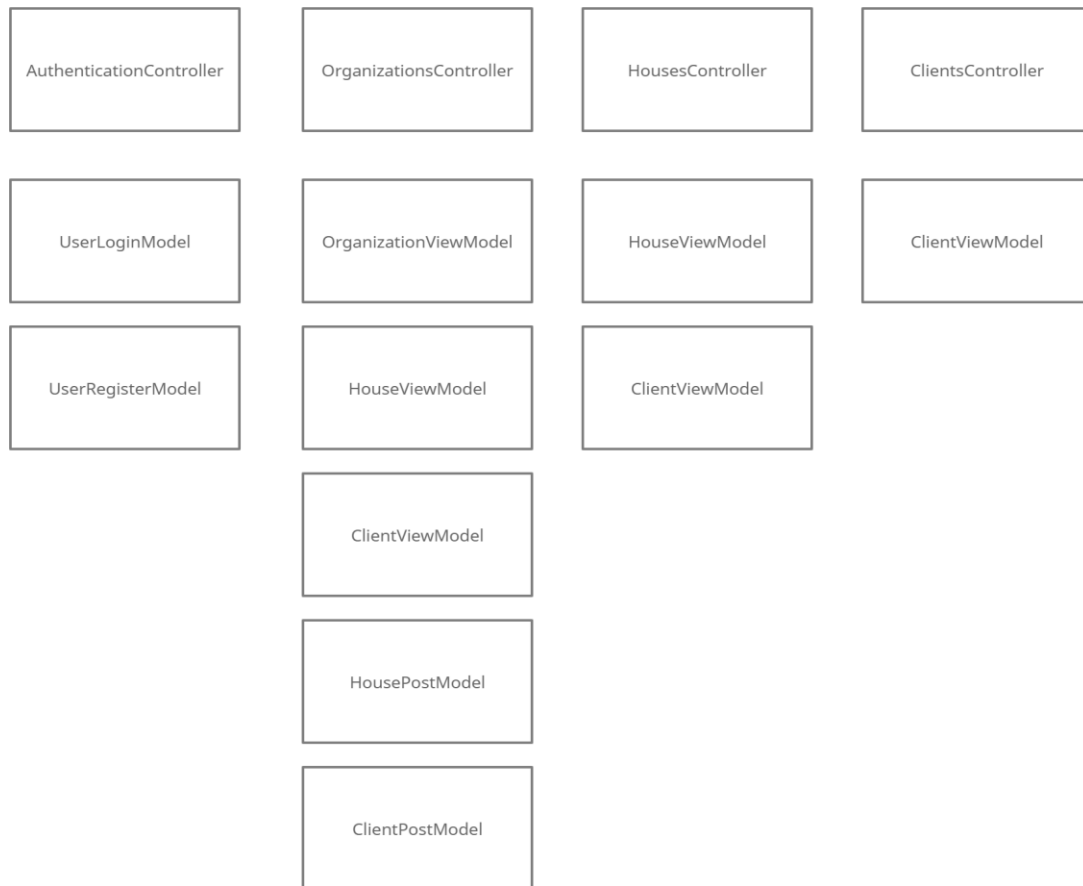 AuthenticationController
OrganizationsController
HousesController
ClientsController
UserLoginModel
OrganizationViewModel
HouseViewModel
ClientViewModel
UserRegisterModel
HouseViewModel
ClientViewModel
ClientViewModel
HousePostModel
ClientPostModel